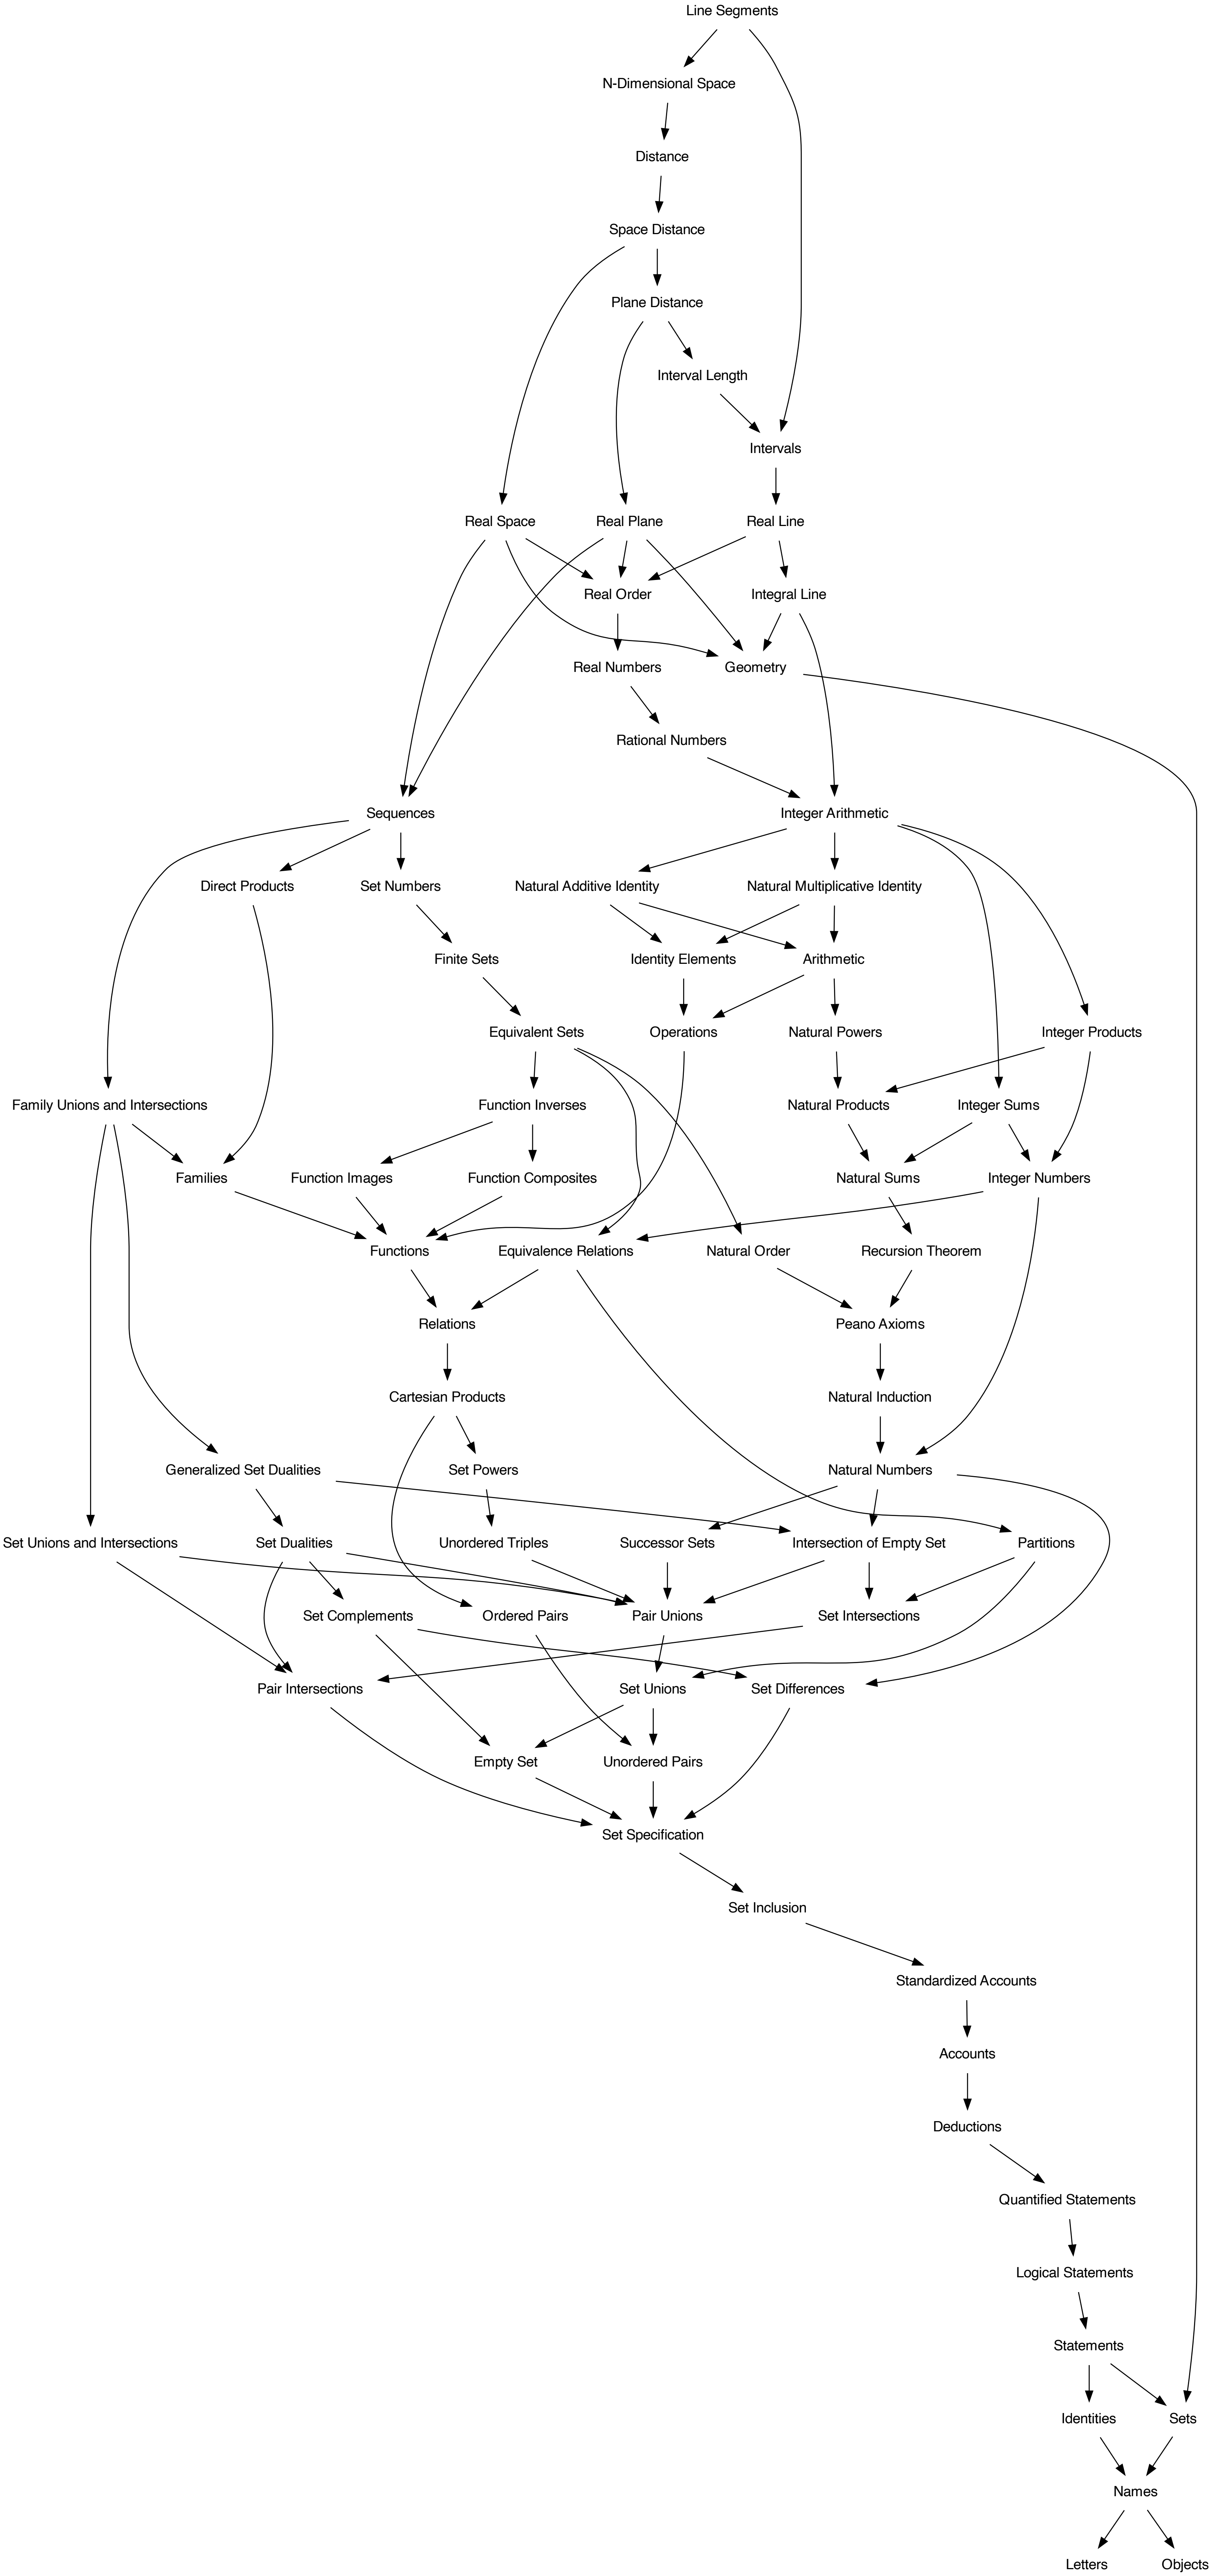 Line Segments
N-Dimensional Space
Distance
Space Distance
Plane Distance
Interval Length
Intervals
Real Space
Real Plane
Real Line
Real Order
Integral Line
Real Numbers
Geometry
Rational Numbers
Sequences
Integer Arithmetic
Direct Products
Set Numbers
Natural Additive Identity
Natural Multiplicative Identity
Finite Sets
Identity Elements
Arithmetic
Equivalent Sets
Operations
Natural Powers
Integer Products
Family Unions and Intersections
Function Inverses
Natural Products
Integer Sums
Families
Function Images
Function Composites
Natural Sums
Integer Numbers
Functions
Equivalence Relations
Natural Order
Recursion Theorem
Relations
Peano Axioms
Cartesian Products
Natural Induction
Generalized Set Dualities
Set Powers
Natural Numbers
Set Unions and Intersections
Set Dualities
Unordered Triples
Successor Sets
Intersection of Empty Set
Partitions
Set Complements
Ordered Pairs
Pair Unions
Set Intersections
Pair Intersections
Set Unions
Set Differences
Empty Set
Unordered Pairs
Set Specification
Set Inclusion
Standardized Accounts
Accounts
Deductions
Quantified Statements
Logical Statements
Statements
Identities
Sets
Names
Letters
Objects